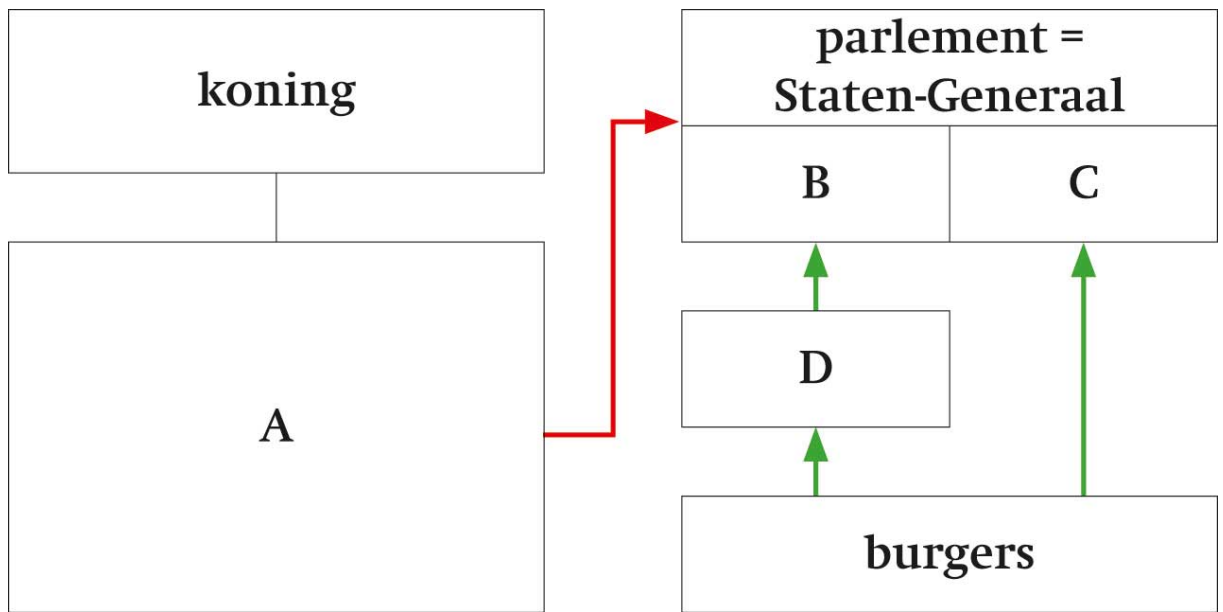 koning
parlement =
Staten-Generaal
B
C
A
D
burgers